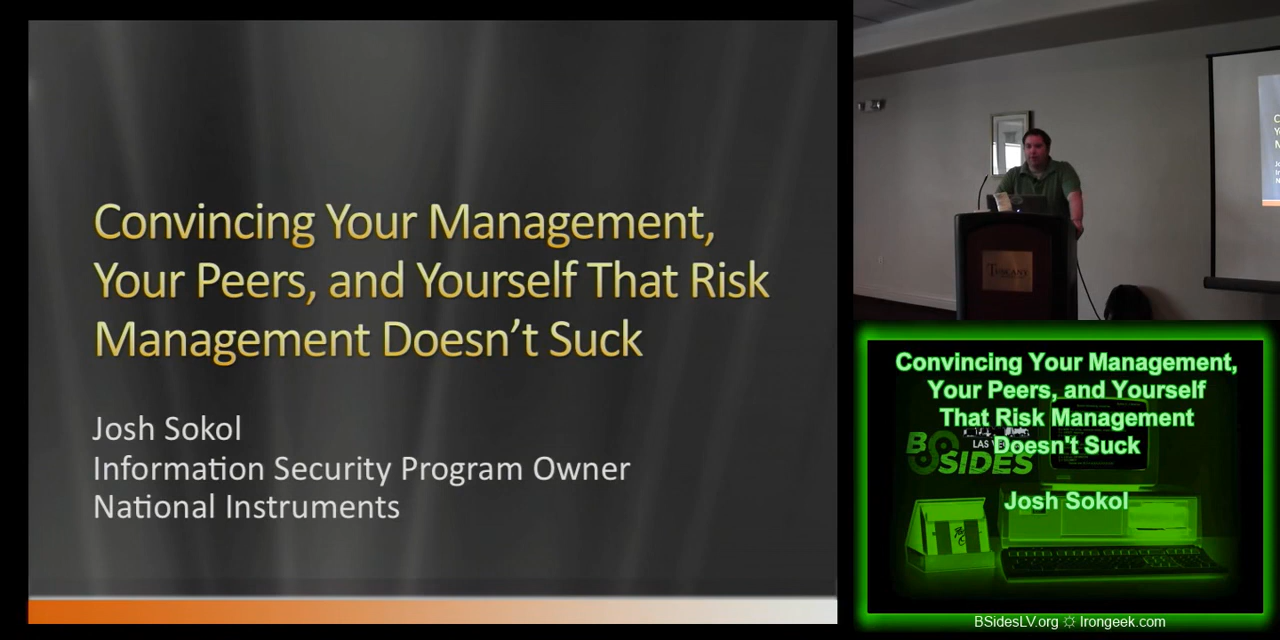 Convincing Your Management,
Your Peers, and Yourself That Risk
Management Doesn’t Suck
Josh Sokol
Information Security Program Owner
National Instruments
TUSCANY
Convincing Your Management,
Your Peers, and Yourself
That Risk Management
Doesn't Suck
BSIDES
LAS
Josh Sokol
BSidesLV.org ☼ Irongeek.com